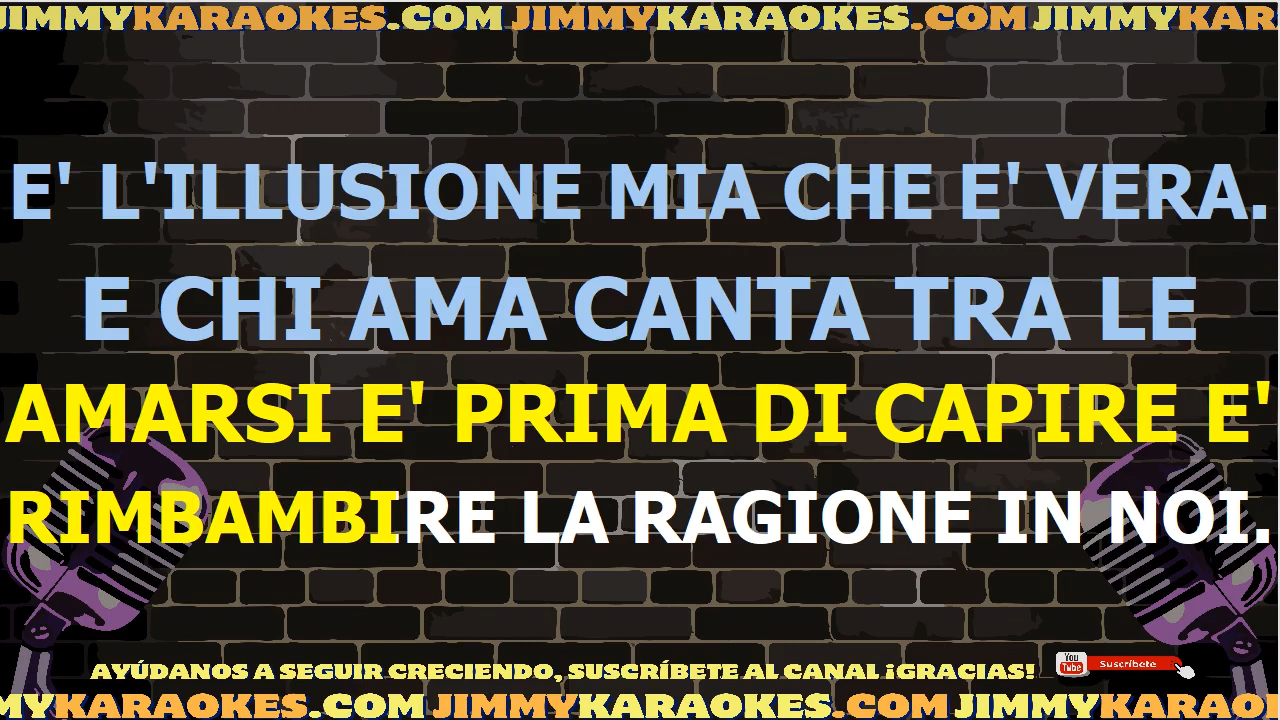 JIMMYKARAOKES.COM JIMMYKARAOKES.COM JIMMYKAR
E' L'ILLUSIONE MIA CHE E' VERA.
E CHI AMA CANTA TRA LE
AMARSI E' PRIMA DI CAPIRE E'
RIMBAMBIRE LA RAGIONE IN NOI.
AYÚDANOS A SEGUIR CRECIENDO, SUSCRÍBETE AL CANAL ¡GRACIAS!
You Tube Suscríbete
MYKARAOKES.COM JIMMYKARAOKES.COM JIMMYKARAO